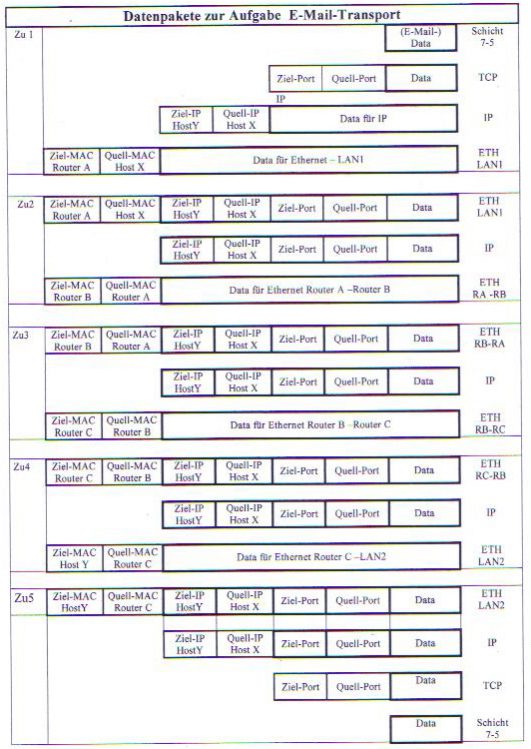 Datenpakete zur Aufgabe E-Mail-Transport
Zu 1 (E-Mail-) Schicht
Data 7-5
Ziel-Port Quell-Port Data TCP
IP
Ziel-IP Quell-IP Data für IP IP
HostY Host X
Ziel-MAC Quell-MAC Data für Ethernet – LAN1 ETH
Router A Host X LAN1
Zu2 Ziel-MAC Quell-MAC Ziel-IP Quell-IP Ziel-Port Quell-Port Data ETH
Router A Host X HostY Host X LAN1
Ziel-IP Quell-IP Ziel-Port Quell-Port Data IP
HostY Host X
Ziel-MAC Quell-MAC Data für Ethernet Router A –Router B ETH
Router B Router A RA -RB
Zu3 Ziel-MAC Quell-MAC Ziel-IP Quell-IP Ziel-Port Quell-Port Data ETH
Router B Router A HostY Host X RB-RA
Ziel-IP Quell-IP Ziel-Port Quell-Port Data IP
HostY Host X
Ziel-MAC Quell-MAC Data für Ethernet Router B –Router C ETH
Router C Router B RB-RC
Zu4 Ziel-MAC Quell-MAC Ziel-IP Quell-IP Ziel-Port Quell-Port Data ETH
Router C Router B HostY Host X RC-RB
Ziel-IP Quell-IP Ziel-Port Quell-Port Data IP
HostY Host X
Ziel-MAC Quell-MAC Data für Ethernet Router C –LAN2 ETH
Host Y Router C LAN2
Zu5 Ziel-MAC Quell-MAC Ziel-IP Quell-IP Ziel-Port Quell-Port Data ETH
HostY Router C HostY Host X LAN2
Ziel-IP Quell-IP Ziel-Port Quell-Port Data IP
HostY Host X
Ziel-Port Quell-Port Data TCP
Data Schicht
7-5